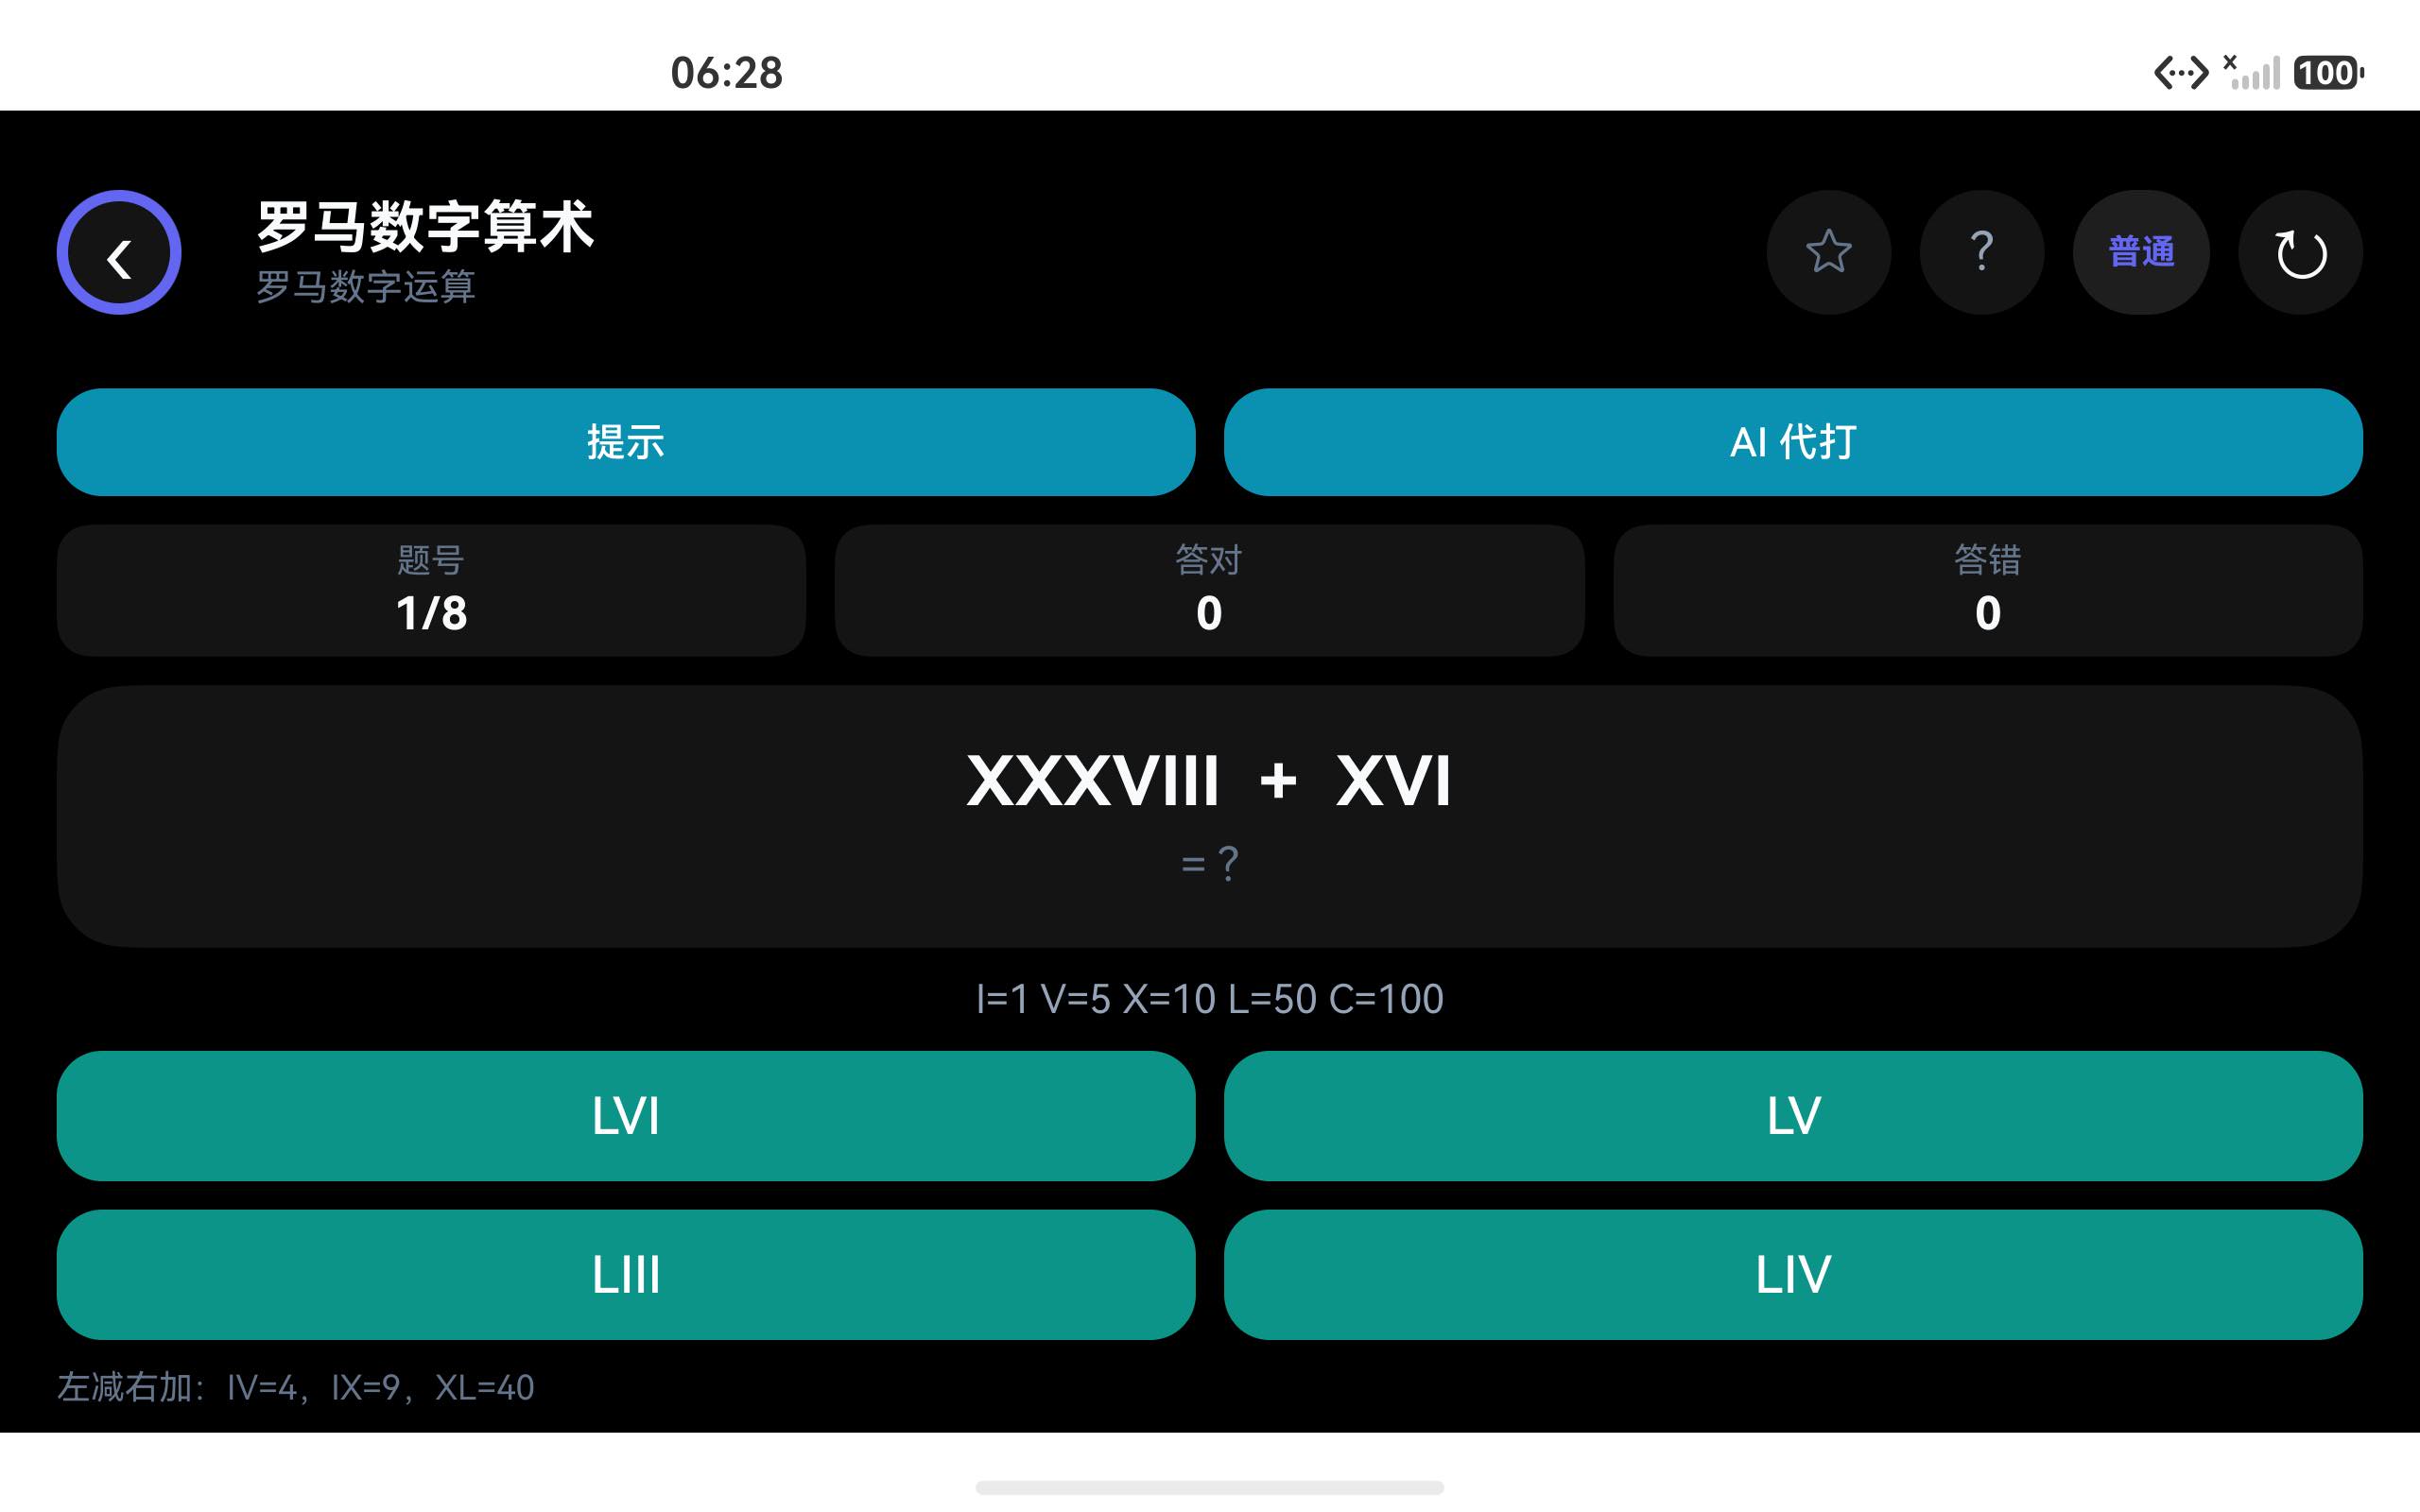 06:28
100
罗马数字算术
罗马数字运算
?
普通
提示
AI 代打
题号
1/8
答对
0
答错
0
XXXVIII + XVI
= ?
I=1 V=5 X=10 L=50 C=100
LVI
LV
LIII
LIV
左减右加：IV=4，IX=9，XL=40